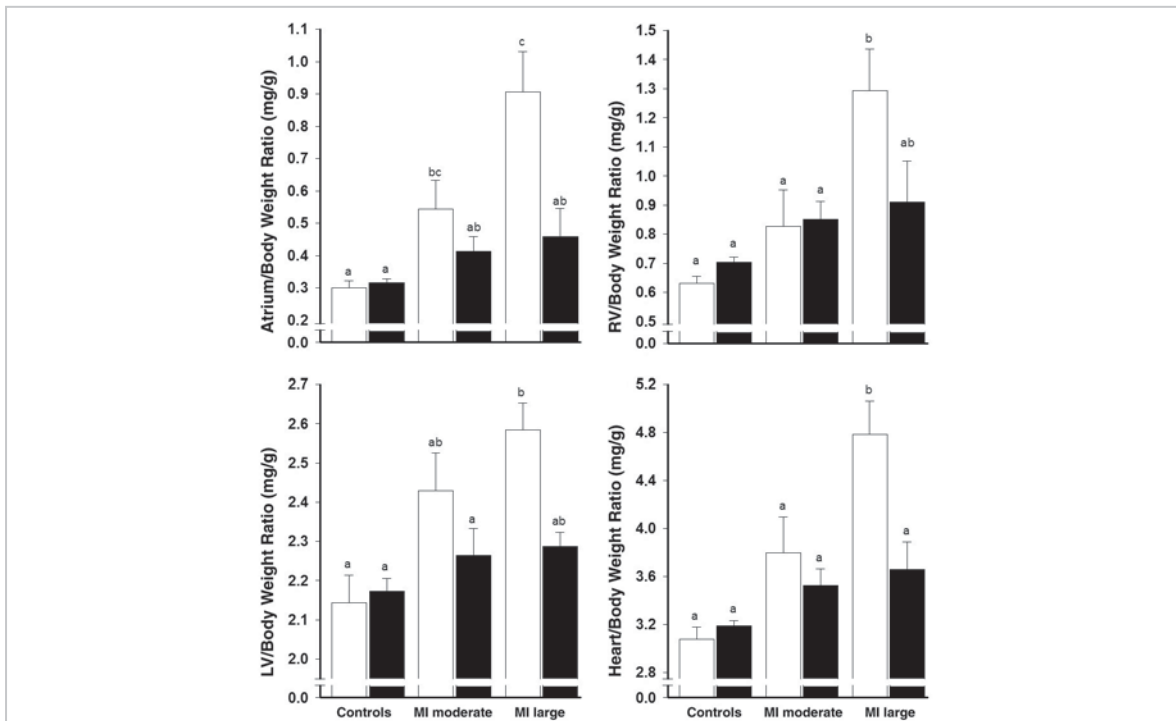 Atrium/Body Weight Ratio (mg/g)
1.1
1.0
0.9
0.8
0.7
0.6
0.5
0.4
0.3
0.2
0.0
a
a
bc
ab
c
ab
RV/Body Weight Ratio (mg/g)
1.5
1.4
1.3
1.2
1.1
1.0
0.9
0.8
0.7
0.6
0.5
0.0
a
a
a
a
b
ab
LV/Body Weight Ratio (mg/g)
2.7
2.6
2.5
2.4
2.3
2.2
2.1
2.0
0.0
a
a
ab
a
b
ab
Controls MI moderate MI large
Heart/Body Weight Ratio (mg/g)
5.2
4.8
4.4
4.0
3.6
3.2
2.8
0.0
a
a
a
a
b
a
Controls MI moderate MI large